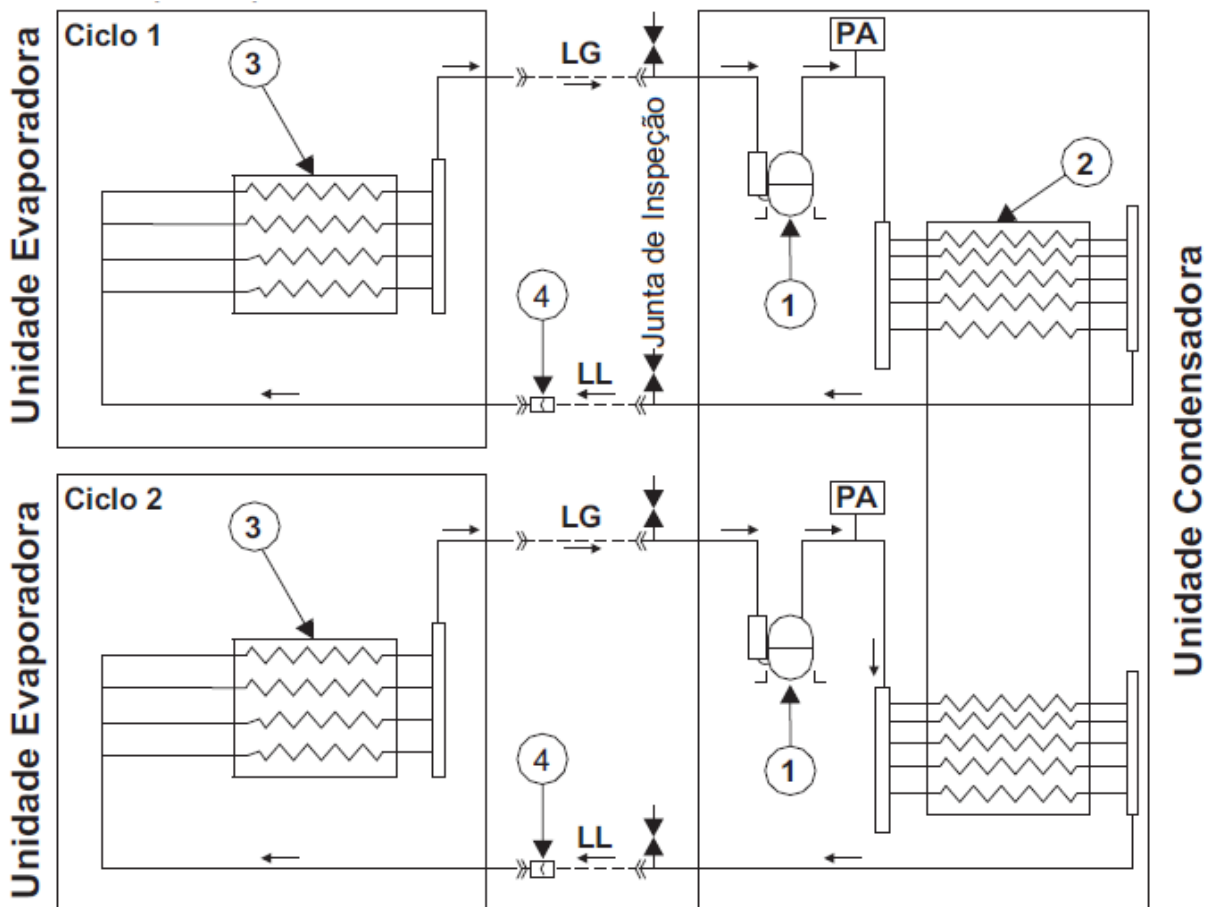 Unidade Evaporadora
Ciclo 1
3
LG
Junta de Inspeção
PA
1
2
4
LL
Unidade Condensadora
Unidade Evaporadora
Ciclo 2
3
LG
PA
1
4
LL